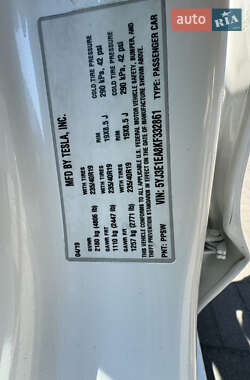 AUTO.RIA
MFD BY TESLA, INC.
COLD TIRE PRESSURE
290 kPa, 42 psi
COLD TIRE PRESSURE
290 kPa, 42 psi
04/19
GVWR
2180 kg (4806 lb)
WITH TIRES
235/40R19
RIM
19X8.5 J
GAWR FRT
1110 kg (2447 lb)
WITH TIRES
235/40R19
RIM
19X8.5 J
GAWR RR
1257 kg (2771 lb)
WITH TIRES
235/40R19
THIS VEHICLE CONFORMS TO ALL APPLICABLE U.S. FEDERAL MOTOR VEHICLE SAFETY, BUMPER, AND
THEFT PREVENTION STANDARDS IN EFFECT ON THE DATE OF MANUFACTURE SHOWN ABOVE.
VIN: 5YJ3E1EA8KF332861 TYPE: PASSENGER CAR
PNT: PPSW